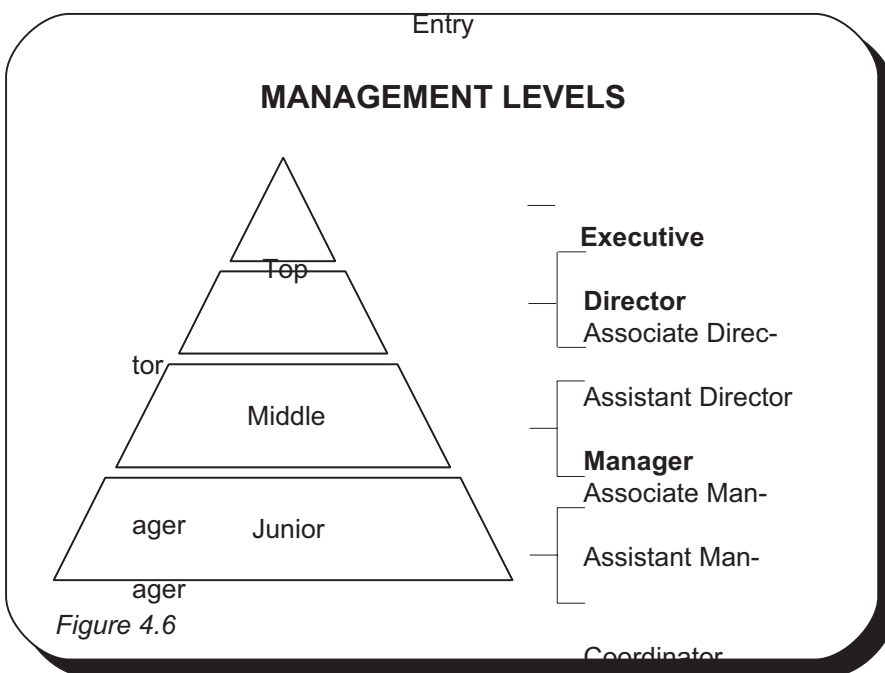 Entry
MANAGEMENT LEVELS
Executive
Top
Director
Associate Direc-
tor
Assistant Director
Middle
Manager
Associate Man-
ager
Junior
Assistant Man-
ager
Figure 4.6
Coordinator